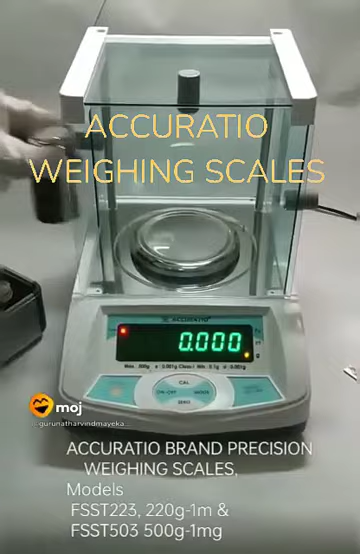 ACCURATIO
WEIGHING SCALES
ACCURATIO
0.000
CAL
ON-OFF MODE
moj
@gurunatharvindmayeka...
ACCURATIO BRAND PRECISION
WEIGHING SCALES,
Models
FSST223, 220g-1m &
FSST503 500g-1mg